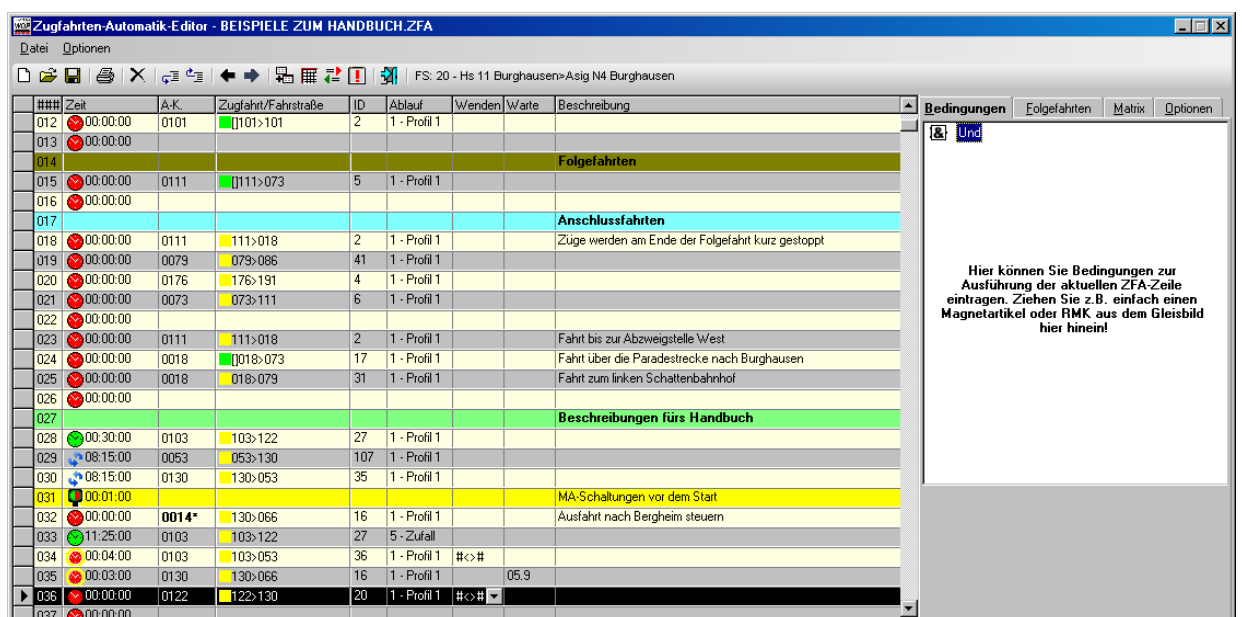 Zugfahrten-Automatik-Editor - BEISPIELE ZUM HANDBUCH.ZFA
Datei Optionen
FS: 20 - Hs 11 Burghausen>Asig N4 Burghausen
### Zeit A-K. Zugfahrt/Fahrstraße ID Ablauf Wenden Warte Beschreibung
012 00:00:00 0101 []101>101 2 1 - Profil 1
013 00:00:00
014 Folgefahrten
015 00:00:00 0111 []111>073 5 1 - Profil 1
016 00:00:00
017 Anschlussfahrten
018 00:00:00 0111 111>018 2 1 - Profil 1 Züge werden am Ende der Folgefahrt kurz gestoppt
019 00:00:00 0079 079>086 41 1 - Profil 1
020 00:00:00 0176 176>191 4 1 - Profil 1
021 00:00:00 0073 073>111 6 1 - Profil 1
022 00:00:00
023 00:00:00 0111 111>018 2 1 - Profil 1 Fahrt bis zur Abzweigstelle West
024 00:00:00 0018 []018>073 17 1 - Profil 1 Fahrt über die Paradestrecke nach Burghausen
025 00:00:00 0018 018>079 31 1 - Profil 1 Fahrt zum linken Schattenbahnhof
026 00:00:00
027 Beschreibungen fürs Handbuch
028 00:30:00 0103 103>122 27 1 - Profil 1
029 08:15:00 0053 053>130 107 1 - Profil 1
030 08:15:00 0130 130>053 35 1 - Profil 1
031 00:01:00 MA-Schaltungen vor dem Start
032 00:00:00 0014* 130>066 16 1 - Profil 1 Ausfahrt nach Bergheim steuern
033 11:25:00 0103 103>122 27 5 - Zufall
034 00:04:00 0103 103>053 36 1 - Profil 1 #<>#
035 00:03:00 0130 130>066 16 1 - Profil 1 05.9
036 00:00:00 0122 122>130 20 1 - Profil 1 #<>#
037 00:00:00
Bedingungen Folgefahrten Matrix Optionen
& Und
Hier können Sie Bedingungen zur
Ausführung der aktuellen ZFA-Zeile
eintragen. Ziehen Sie z.B. einfach einen
Magnetartikel oder RMK aus dem Gleisbild
hier hinein!